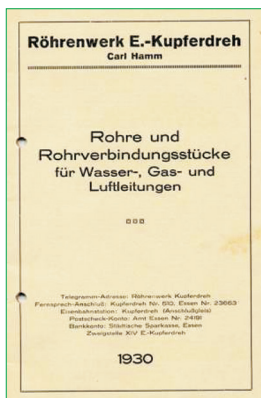 Röhrenwerk E.-Kupferdreh
Carl Hamm
Rohre und
Rohrverbindungsstücke
für Wasser-, Gas- und
Luftleitungen
Telegramm-Adresse: Röhrenwerk Kupferdreh
Fernsprech-Anschluß: Kupferdreh Nr. 610, Essen Nr. 23663
Eisenbahnstation: Kupferdreh (Anschlußgleis)
Postscheck-Konto: Amt Essen Nr. 24191
Bankkonto: Städtische Sparkasse, Essen
Zweigstelle XIV E.-Kupferdreh
1930